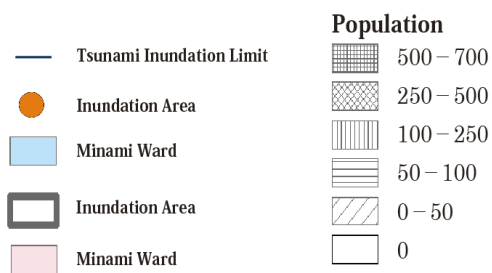 Tsunami Inundation Limit
Inundation Area
Minami Ward
Inundation Area
Minami Ward
Population
500 – 700
250 – 500
100 – 250
50 – 100
0 – 50
0